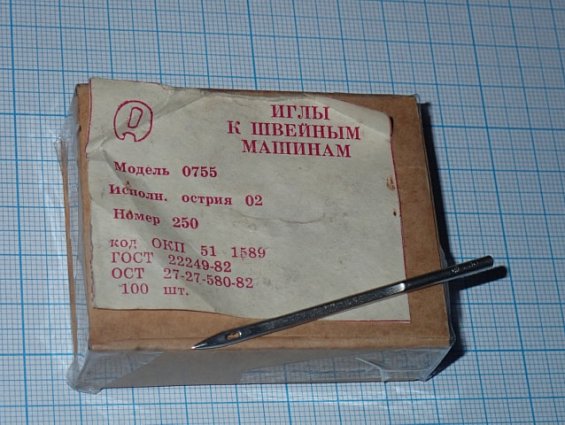 ИГЛЫ
К ШВЕЙНЫМ
МАШИНАМ
Модель 0755
Исполн. острия 02
Номер 250
код ОКП 51 1589
ГОСТ 22249-82
ОСТ 27-27-580-82
100 шт.